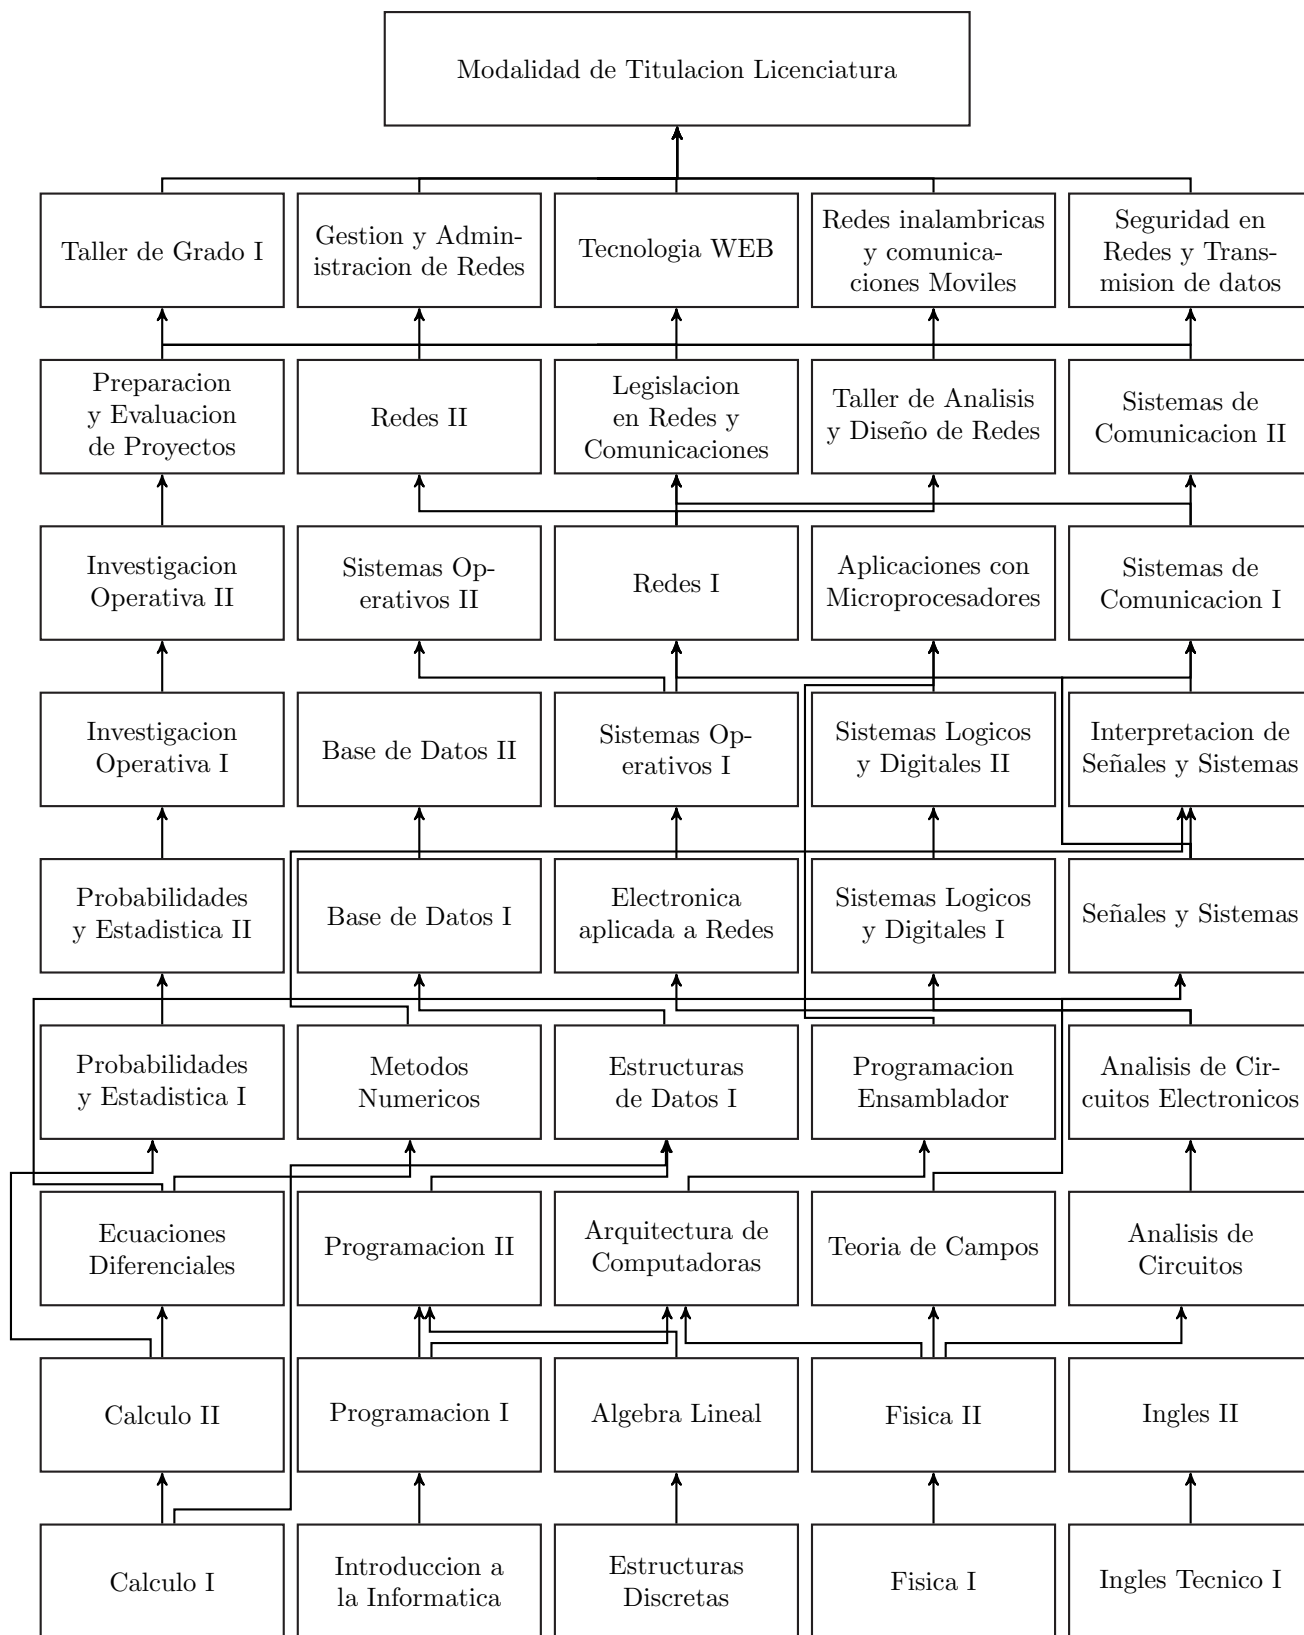 Modalidad de Titulacion Licenciatura
Taller de Grado I
Gestion y Admin-
istracion de Redes
Tecnologia WEB
Redes inalambricas
y comunica-
ciones Moviles
Seguridad en
Redes y Trans-
mision de datos
Preparacion
y Evaluacion
de Proyectos
Redes II
Legislacion
en Redes y
Comunicaciones
Taller de Analisis
y Diseño de Redes
Sistemas de
Comunicacion II
Investigacion
Operativa II
Sistemas Op-
erativos II
Redes I
Aplicaciones con
Microprocesadores
Sistemas de
Comunicacion I
Investigacion
Operativa I
Base de Datos II
Sistemas Op-
erativos I
Sistemas Logicos
y Digitales II
Interpretacion de
Señales y Sistemas
Probabilidades
y Estadistica II
Base de Datos I
Electronica
aplicada a Redes
Sistemas Logicos
y Digitales I
Señales y Sistemas
Probabilidades
y Estadistica I
Metodos
Numericos
Estructuras
de Datos I
Programacion
Ensamblador
Analisis de Cir-
cuitos Electronicos
Ecuaciones
Diferenciales
Programacion II
Arquitectura de
Computadoras
Teoria de Campos
Analisis de
Circuitos
Calculo II
Programacion I
Algebra Lineal
Fisica II
Ingles II
Calculo I
Introduccion a
la Informatica
Estructuras
Discretas
Fisica I
Ingles Tecnico I